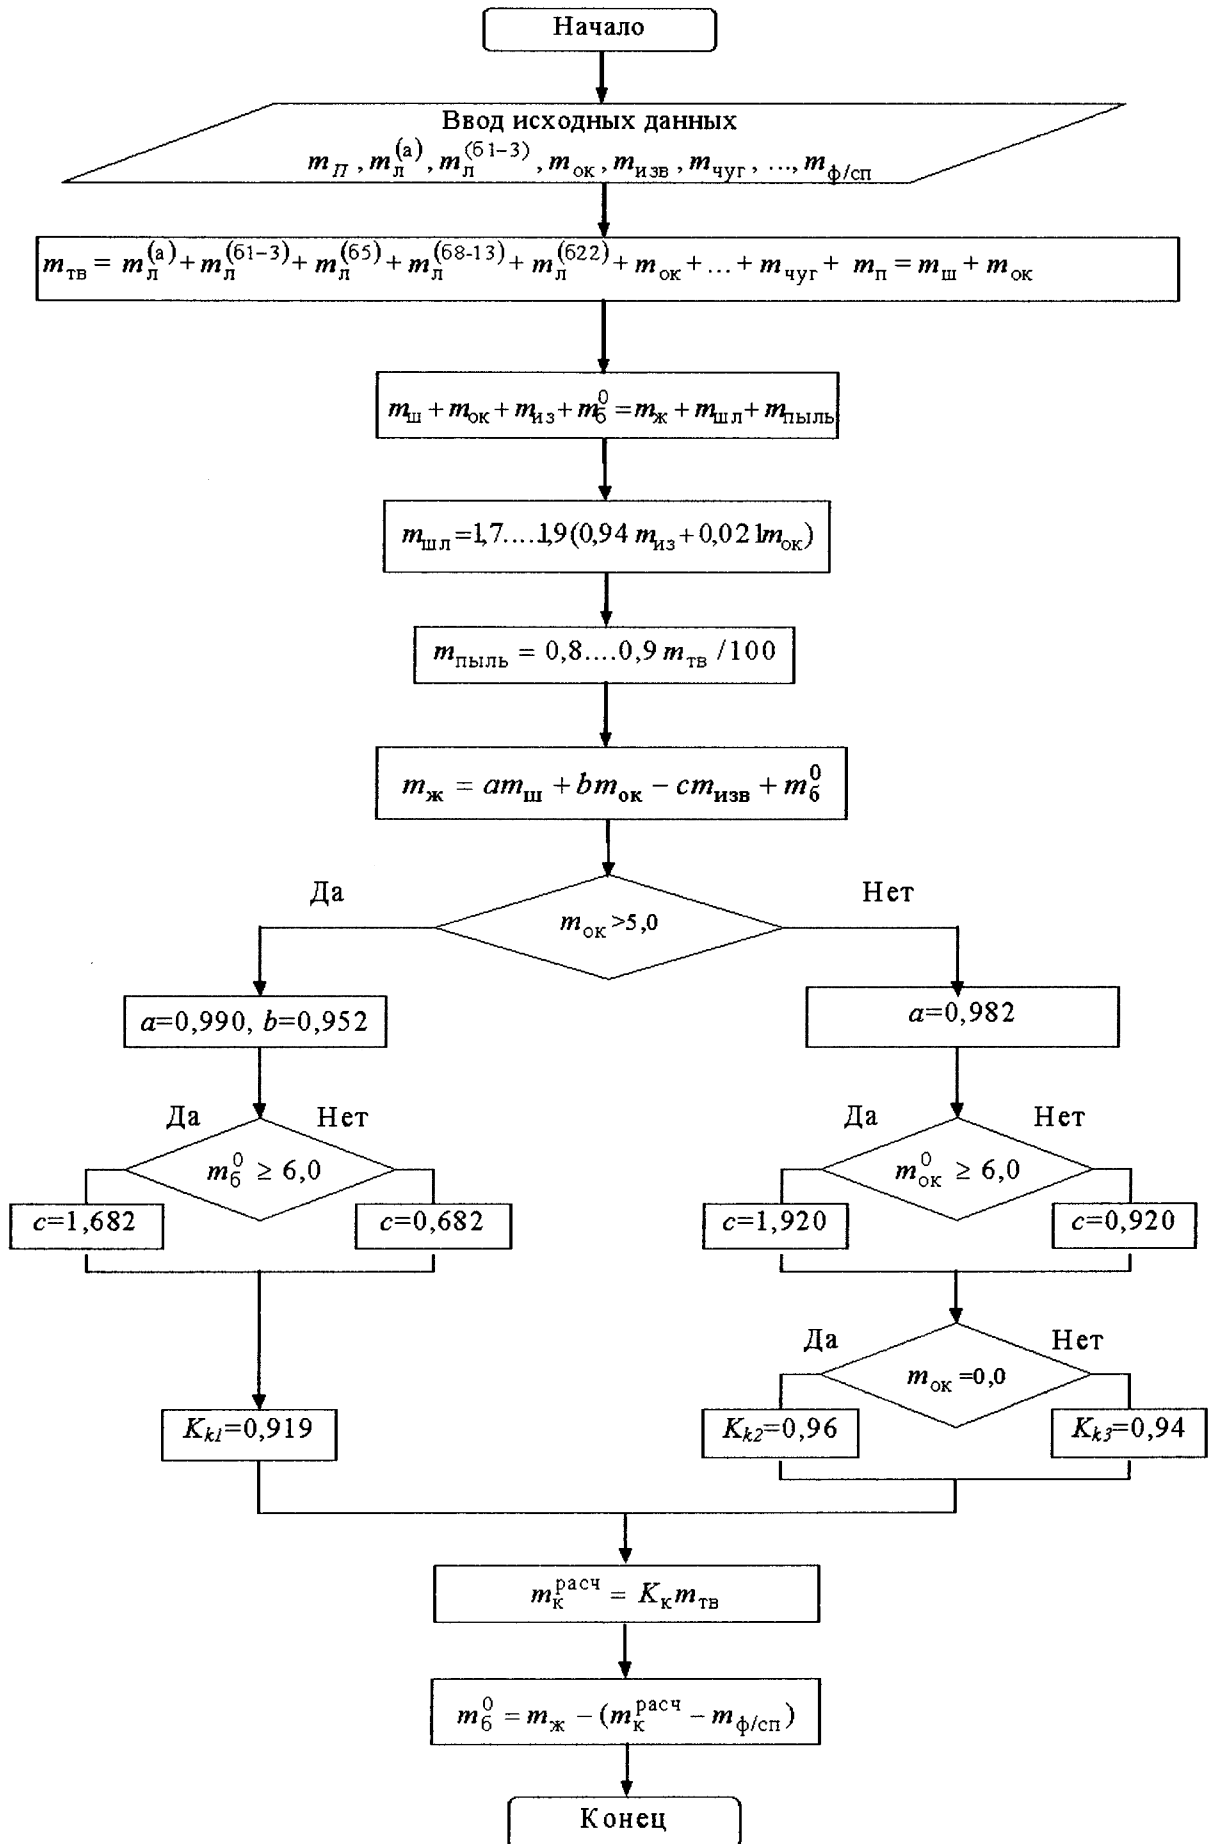 Начало
Ввод исходных данных
m_П , m_л^(а), m_л^(б1–3), m_ок , m_изв , m_чуг , ..., m_ф/сп
m_тв = m_л^(а) + m_л^(б1–3) + m_л^(б5) + m_л^(б8-13) + m_л^(б22) + m_ок + ... + m_чуг + m_п = m_ш + m_ок
m_ш + m_ок + m_из + m_б^0 = m_ж + m_шл + m_пыль
m_шл =1,7....1,9(0,94 m_из + 0,021m_ок)
m_пыль = 0,8....0,9 m_тв /100
m_ж = am_ш + bm_ок − cm_изв + m_б^0
Да
Нет
m_ок >5,0
a=0,990, b=0,952
a=0,982
Да
Нет
Да
Нет
m_б^0 ≥ 6,0
m_ок^0 ≥ 6,0
c=1,682
c=0,682
c=1,920
c=0,920
Да
Нет
m_ок =0,0
K_k1=0,919
K_k2=0,96
K_k3=0,94
m_к^расч = K_к m_тв
m_б^0 = m_ж − (m_к^расч − m_ф/сп)
Конец